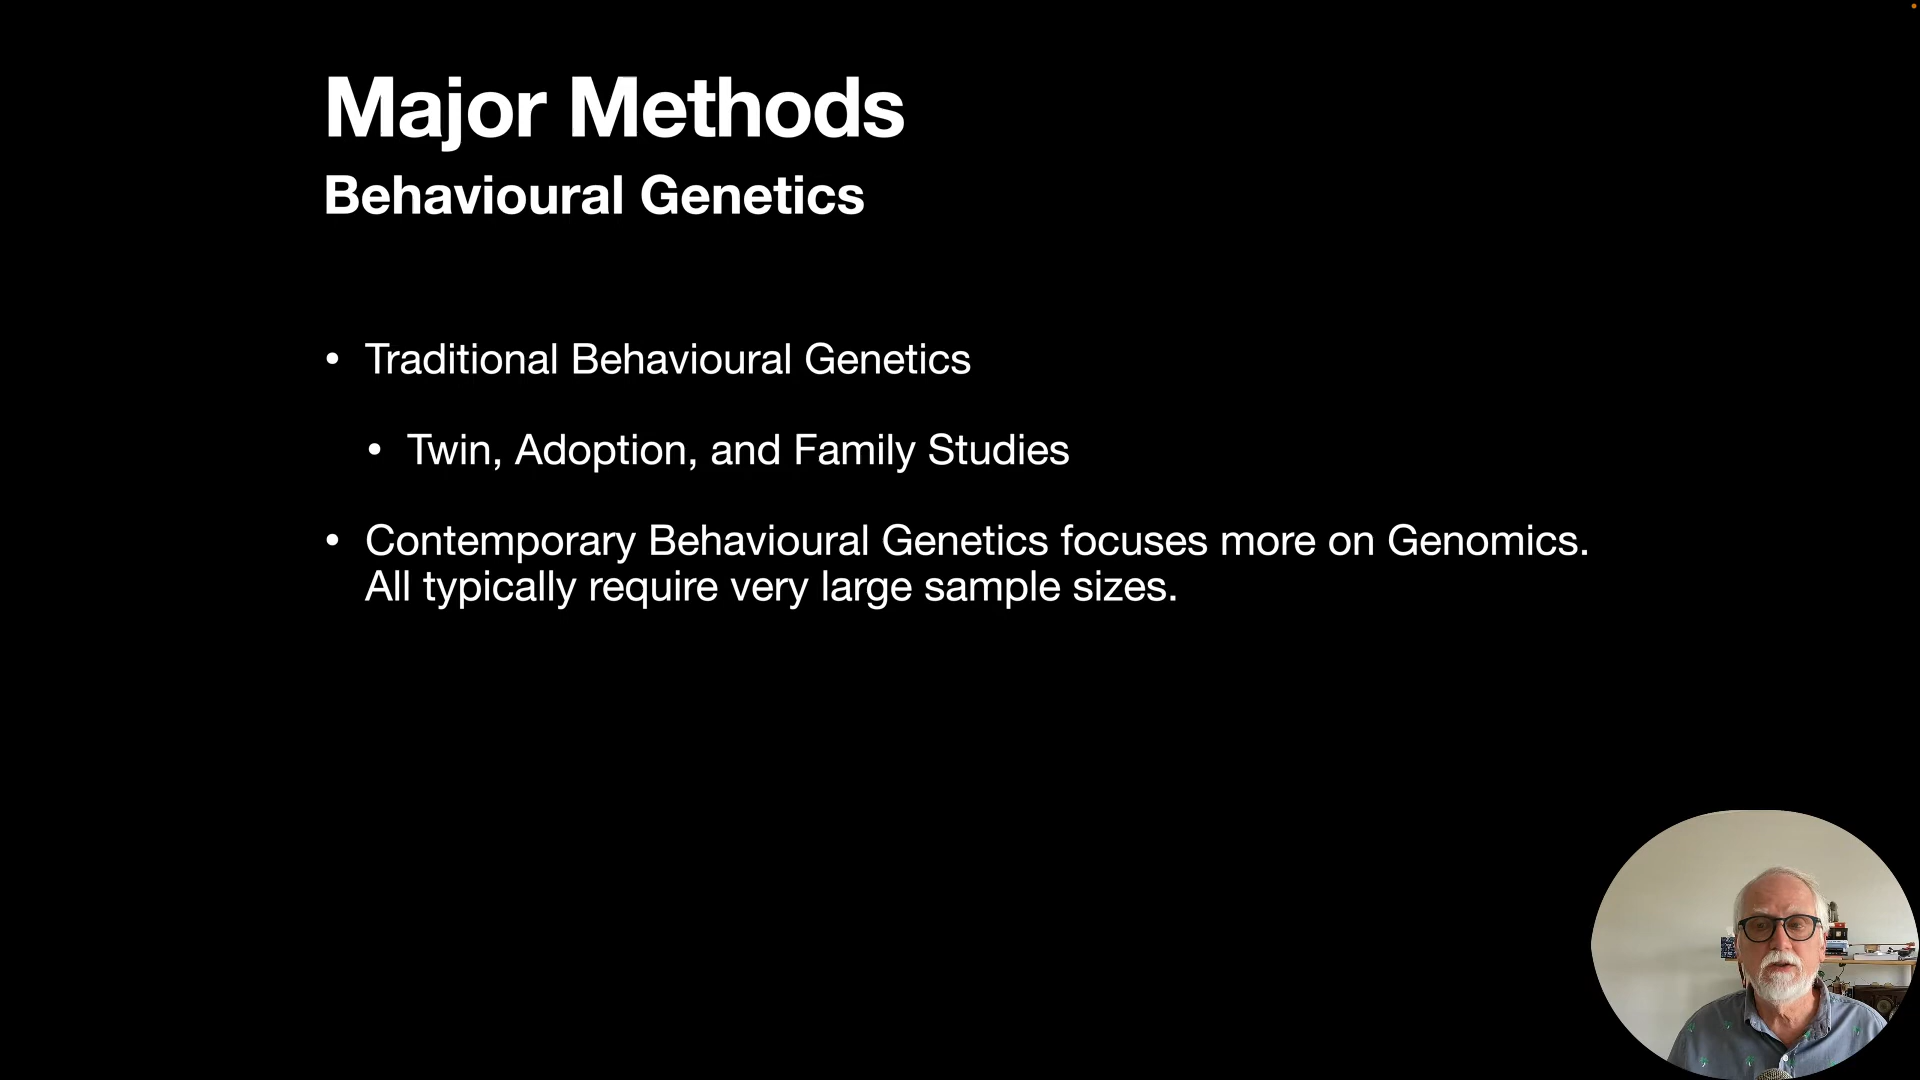 Major Methods
Behavioural Genetics
• Traditional Behavioural Genetics
• Twin, Adoption, and Family Studies
• Contemporary Behavioural Genetics focuses more on Genomics.
All typically require very large sample sizes.